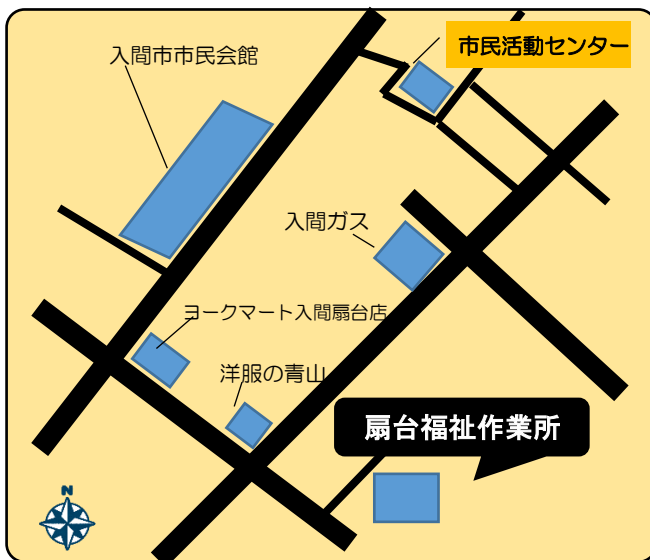 市民活動センター
入間市市民会館
入間ガス
ヨークマート入間扇台店
洋服の青山
扇台福祉作業所
N